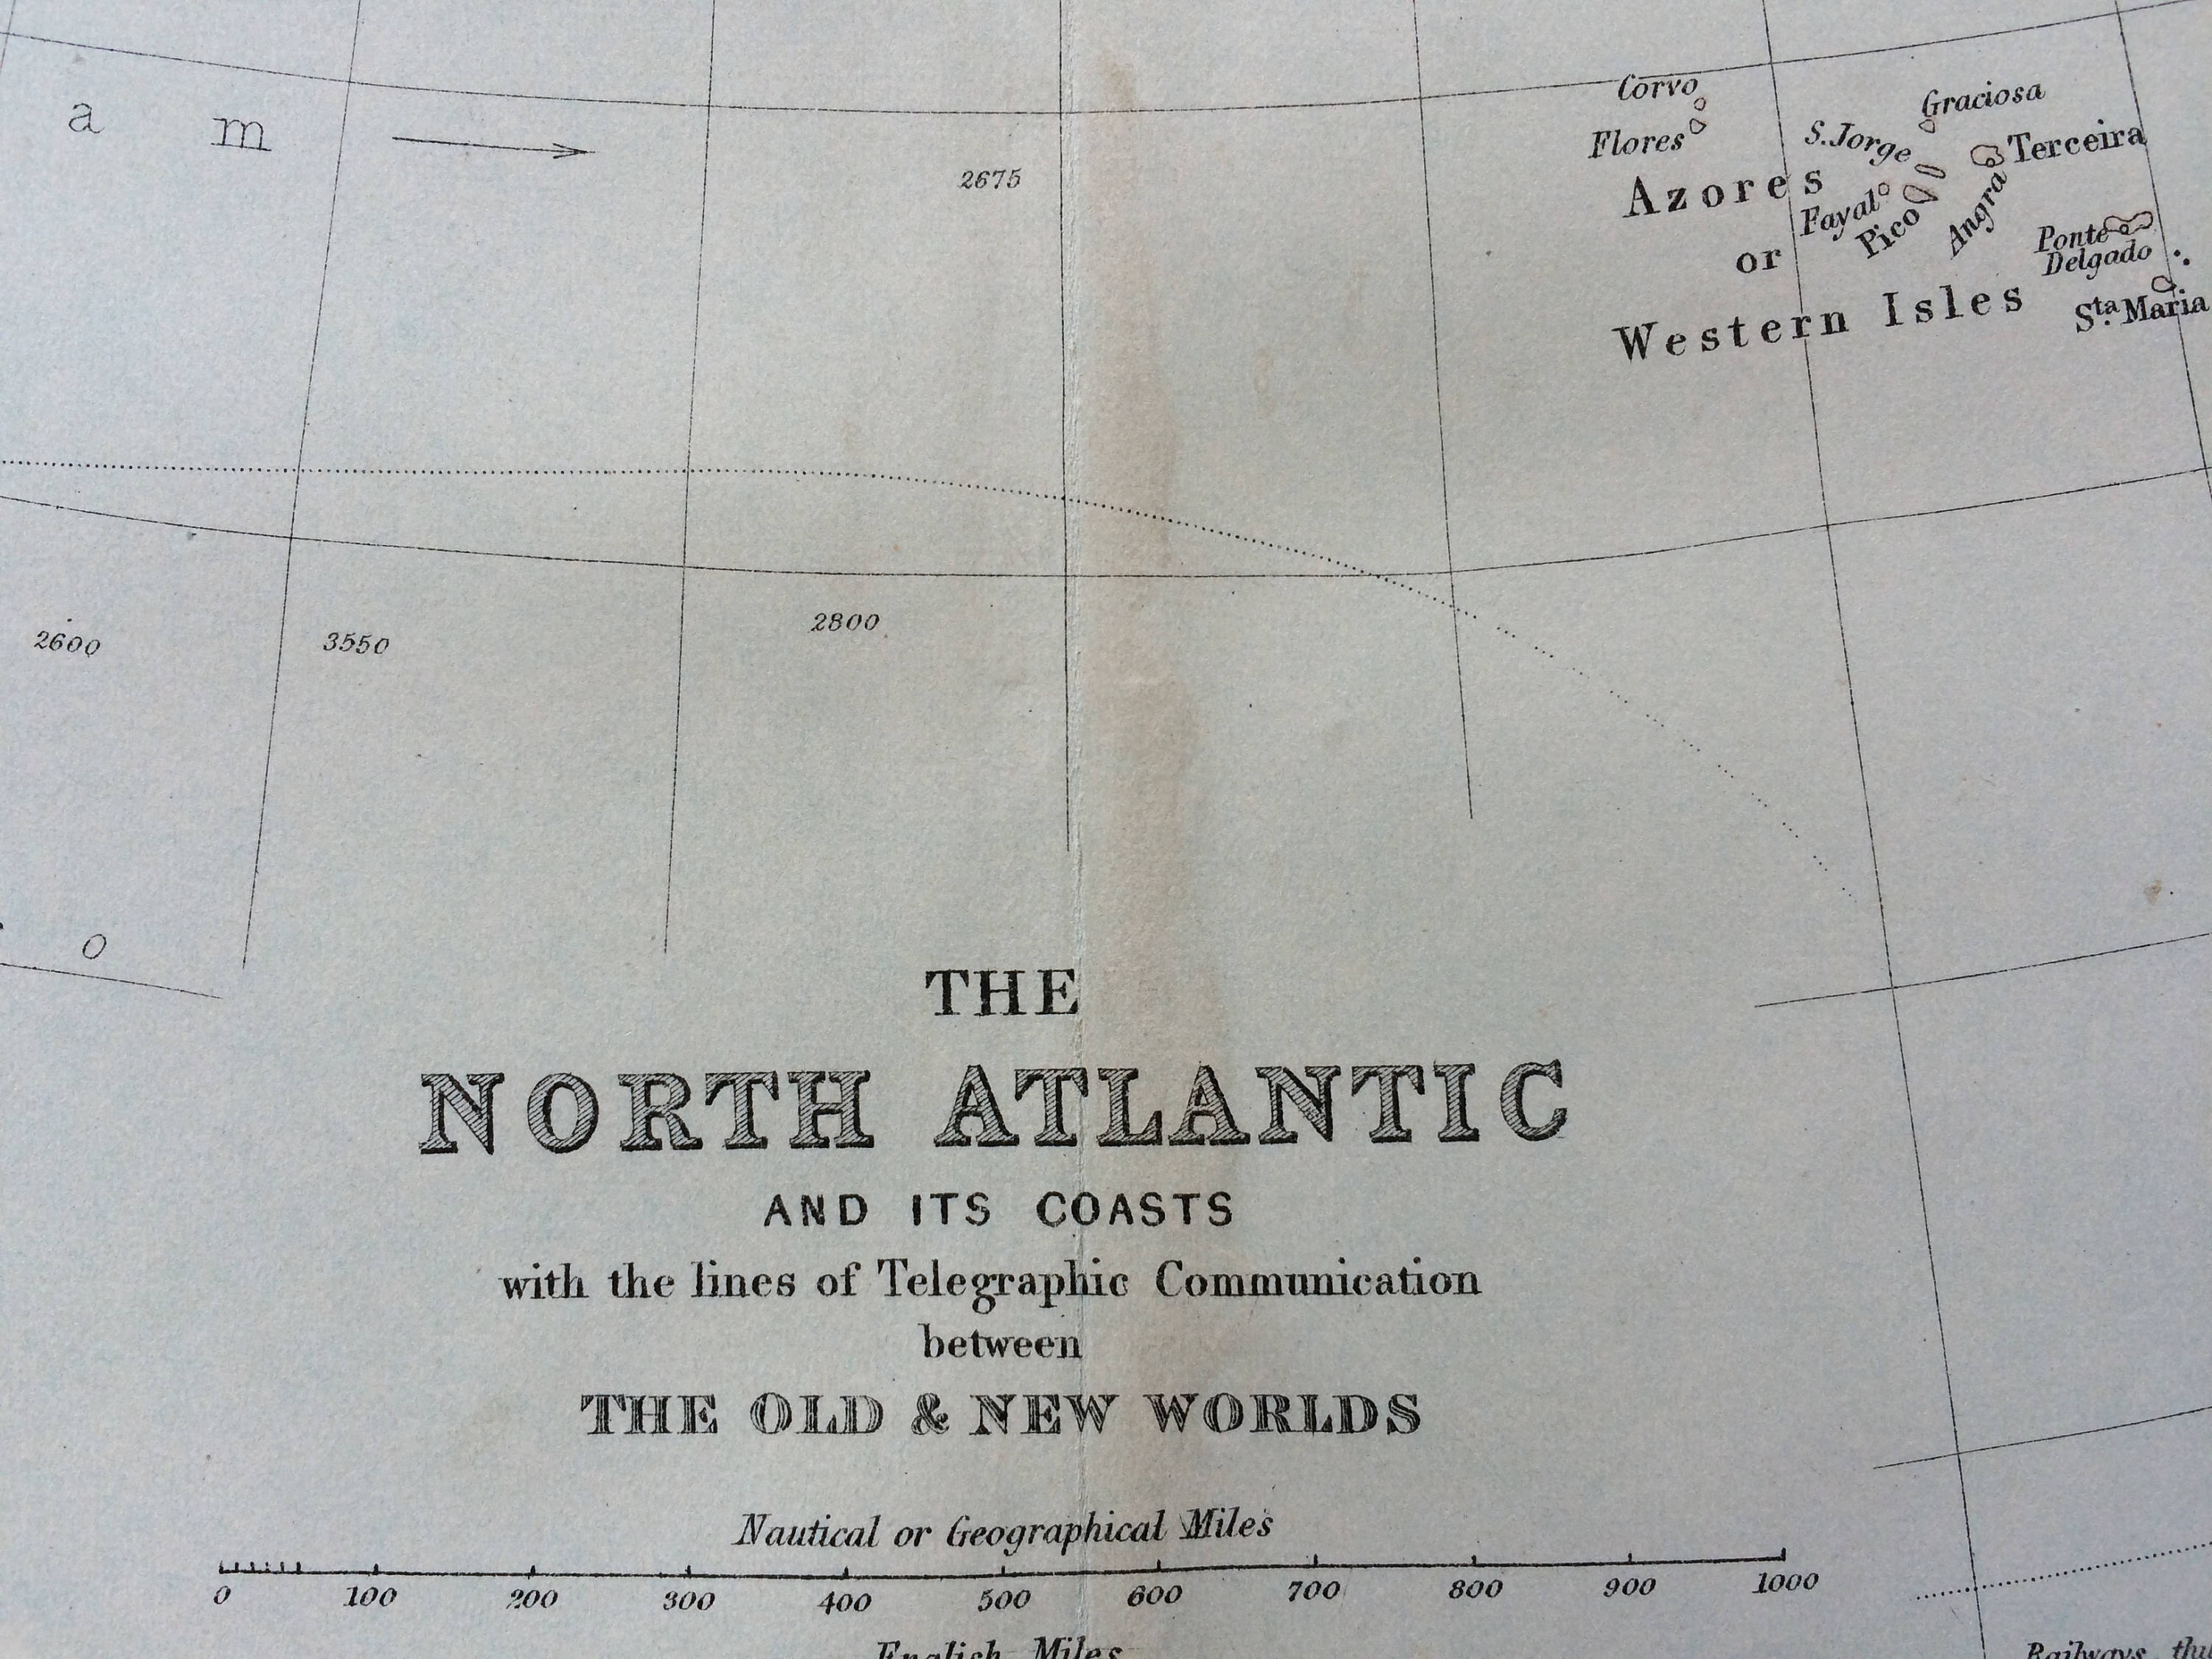 a m
Corvo
Graciosa
Flores
S. Jorge
Terceira
Azores
Fayal
Pico
Angra
or
Ponte
Delgado
Western Isles
Sta. Maria
2675
2600
3550
2800
o
THE
NORTH ATLANTIC
AND ITS COASTS
with the lines of Telegraphic Communication
between
THE OLD & NEW WORLDS
Nautical or Geographical Miles
0 100 200 300 400 500 600 700 800 900 1000
English Miles
Railways